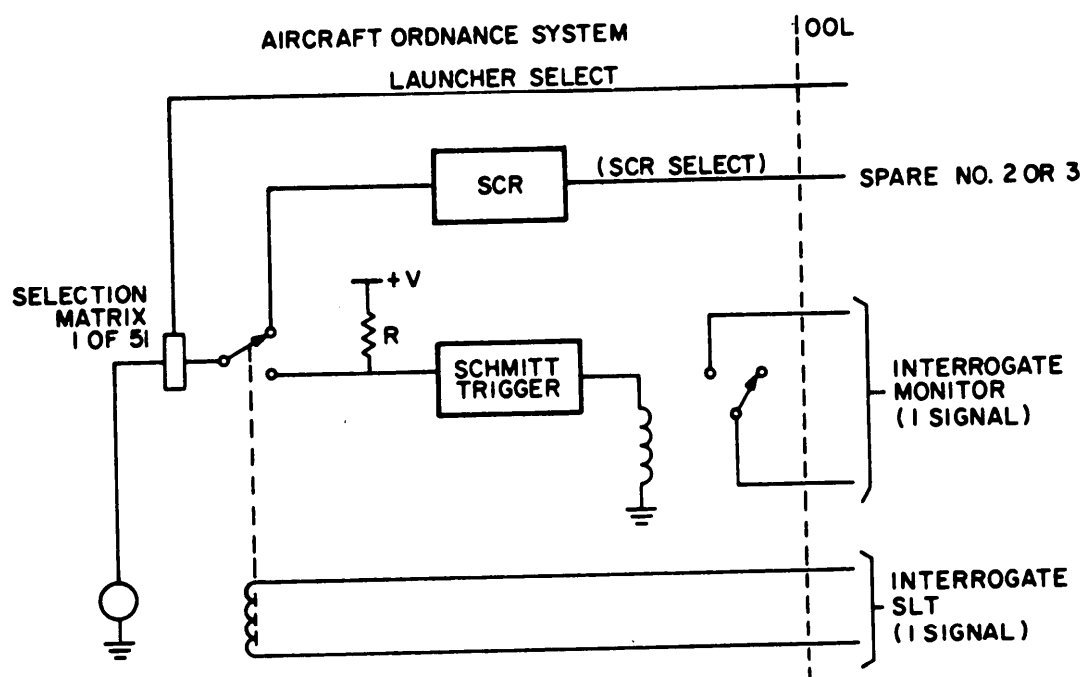 AIRCRAFT ORDNANCE SYSTEM
OOL
LAUNCHER SELECT
SCR
(SCR SELECT)
SPARE NO. 2 OR 3
+V
SELECTION
MATRIX
1 OF 51
R
SCHMITT
TRIGGER
INTERROGATE
MONITOR
(1 SIGNAL)
INTERROGATE
SLT
(1 SIGNAL)